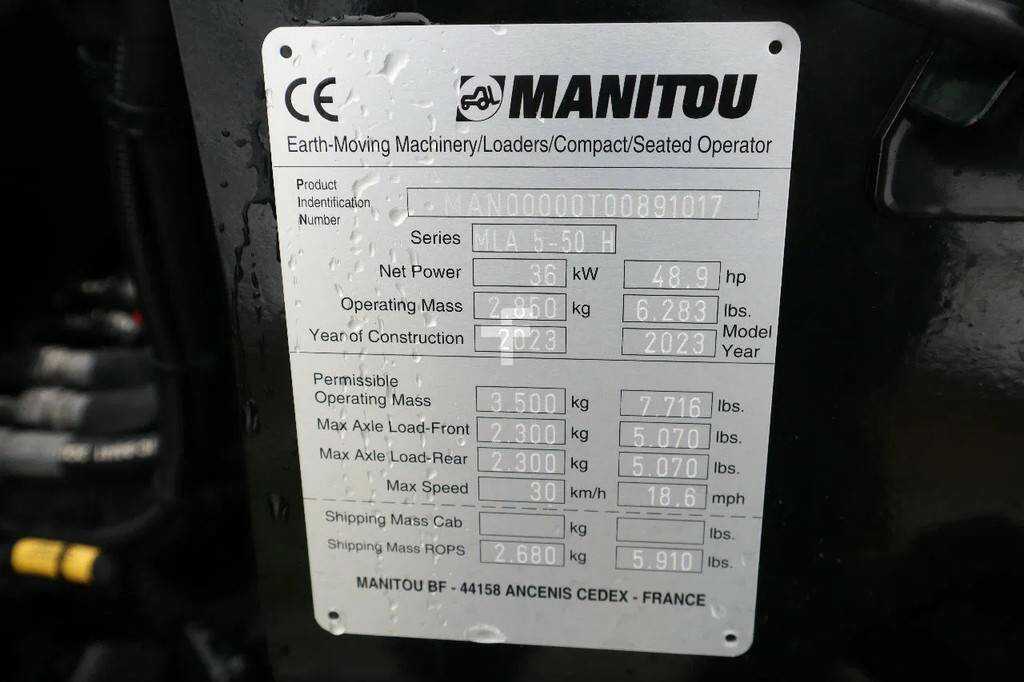 CE MANITOU
Earth-Moving Machinery/Loaders/Compact/Seated Operator
Product
Indentification
Number
MAN00000T00891017
Series MLA 5-50 H
Net Power 36 kW 48.9 hp
Operating Mass 2.850 kg 6.283 lbs.
Year of Construction 2023 2023 Model Year
Permissible
Operating Mass 3.500 kg 7.716 lbs.
Max Axle Load-Front 2.300 kg 5.070 lbs.
Max Axle Load-Rear 2.300 kg 5.070 lbs.
Max Speed 30 km/h 18.6 mph
Shipping Mass Cab kg lbs.
Shipping Mass ROPS 2.680 kg 5.910 lbs.
MANITOU BF - 44158 ANCENIS CEDEX - FRANCE